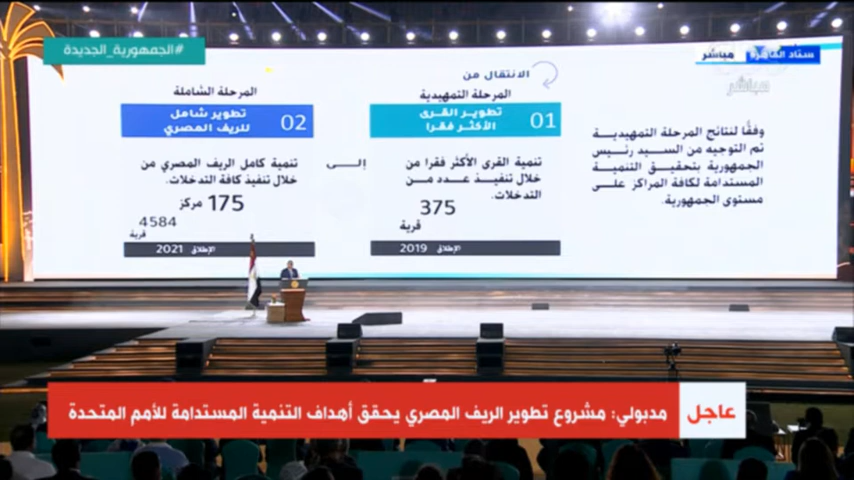 #الجمهورية_الجديدة
ستاد القاهرة
مباشر
مباشر
الانتقال من
المرحلة التمهيدية
01
تطوير القرى
الأكثر فقرا
تنمية القرى الأكثر فقرا من
خلال تنفيذ عدد من
التدخلات.
375
قرية
الإطلاق 2019
إلى
المرحلة الشاملة
02
تطوير شامل
للريف المصري
تنمية كامل الريف المصري من
خلال تنفيذ كافة التدخلات.
175 مركز
4584
قرية
الإطلاق 2021
وفقًا لنتائج المرحلة التمهيدية
تم التوجيه من السيد رئيس
الجمهورية بتحقيق التنمية
المستدامة لكافة المراكز على
مستوى الجمهورية.
عاجل
مدبولي: مشروع تطوير الريف المصري يحقق أهداف التنمية المستدامة للأمم المتحدة